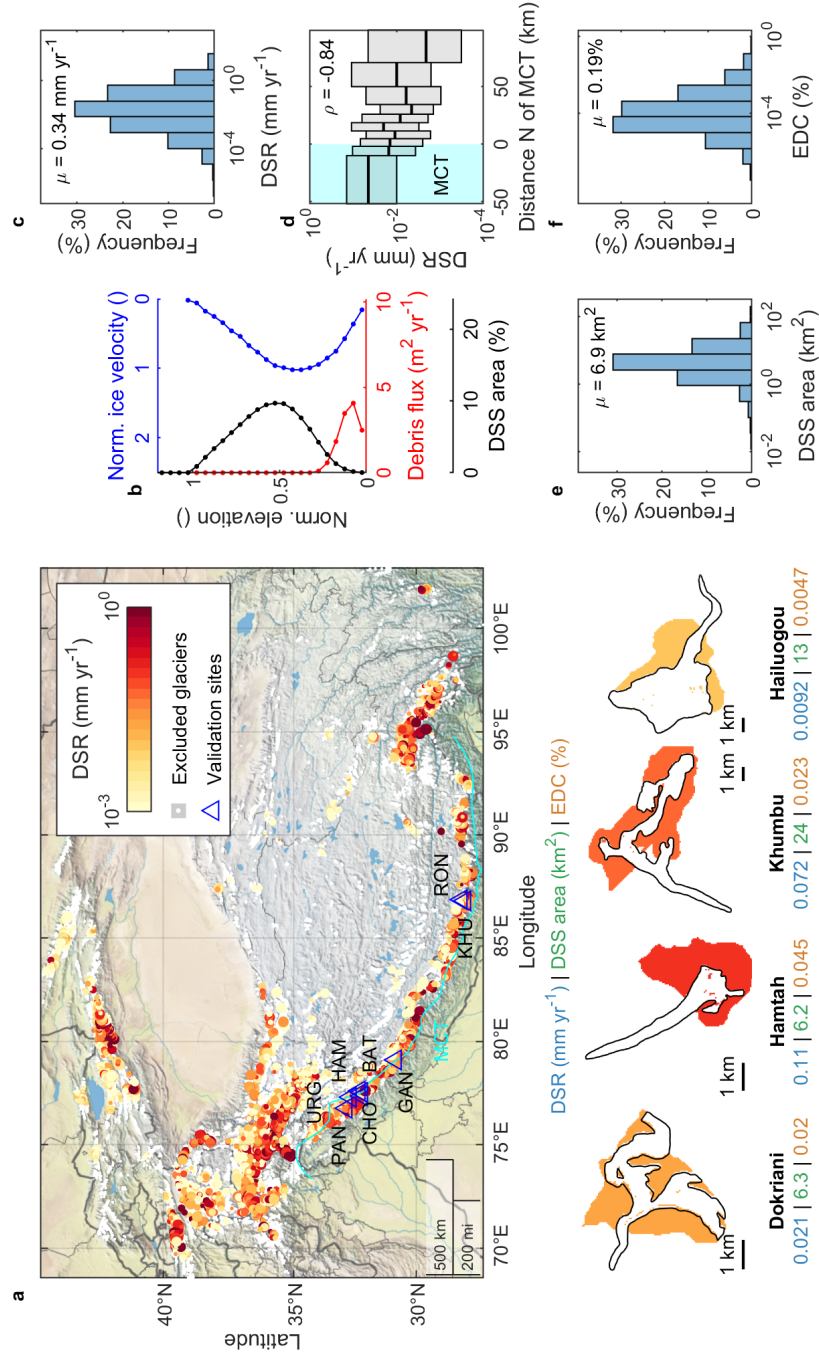 a
Latitude
40°N
35°N
30°N
70°E
75°E
80°E
85°E
90°E
95°E
100°E
Longitude
500 km
200 mi
DSR (mm yr⁻¹)
10⁻³
10⁰
Excluded glaciers
Validation sites
PAN
URG
CHO
HAM
BAT
GAN
KHU
RON
MCT
DSR (mm yr⁻¹) | DSS area (km²) | EDC (%)
1 km
Dokriani
0.021 | 6.3 | 0.02
1 km
Hamtah
0.11 | 6.2 | 0.045
1 km
Khumbu
0.072 | 24 | 0.023
1 km
Hailuogou
0.0092 | 13 | 0.0047
b
Norm. ice velocity ()
2
1
0
Norm. elevation ()
1
0.5
0
0
5
10
Debris flux (m² yr⁻¹)
0
10
20
DSS area (%)
c
μ = 0.34 mm yr⁻¹
Frequency (%)
30
20
10
0
10⁻⁴
10⁰
DSR (mm yr⁻¹)
d
ρ = -0.84
MCT
DSR (mm yr⁻¹)
10⁰
10⁻²
10⁻⁴
-50
0
50
Distance N of MCT (km)
e
μ = 6.9 km²
Frequency (%)
30
20
10
0
10⁻²
10⁰
10²
DSS area (km²)
f
μ = 0.19%
Frequency (%)
30
20
10
0
10⁻⁴
10⁰
EDC (%)